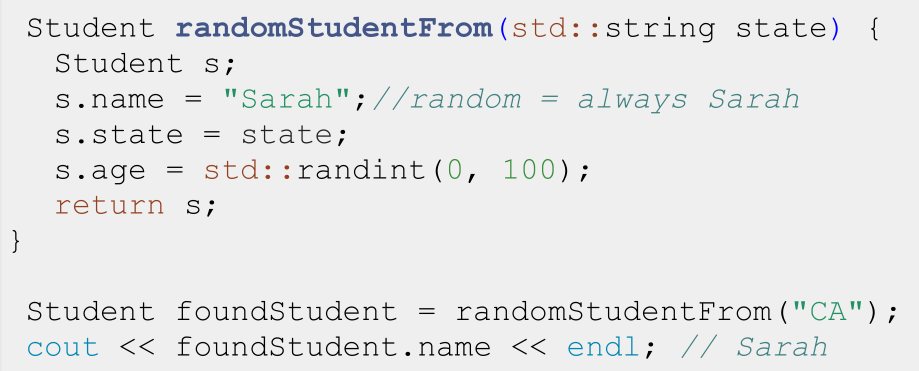 Student randomStudentFrom(std::string state) {
Student s;
s.name = "Sarah";//random = always Sarah
s.state = state;
s.age = std::randint(0, 100);
return s;
}
Student foundStudent = randomStudentFrom("CA");
cout << foundStudent.name << endl; // Sarah